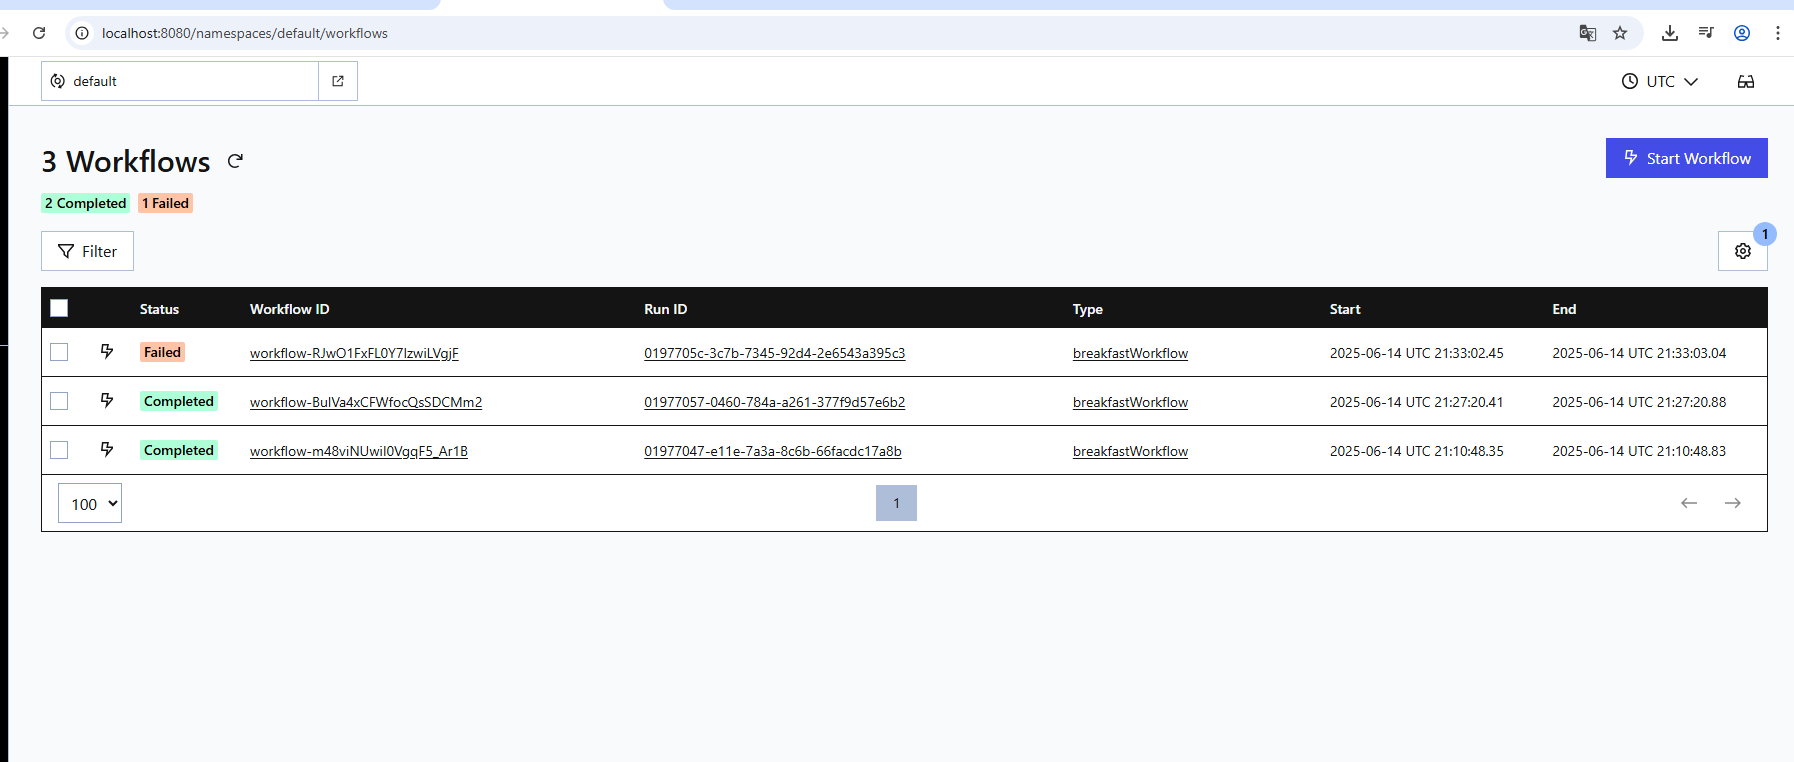 localhost:8080/namespaces/default/workflows
default
UTC
3 Workflows
Start Workflow
2 Completed 1 Failed
Filter
1
Status Workflow ID Run ID Type Start End
Failed workflow-RJwO1FxFL0Y7lzwiLVgjF 0197705c-3c7b-7345-92d4-2e6543a395c3 breakfastWorkflow 2025-06-14 UTC 21:33:02.45 2025-06-14 UTC 21:33:03.04
Completed workflow-BulVa4xCFWfocQsSDCMm2 01977057-0460-784a-a261-377f9d57e6b2 breakfastWorkflow 2025-06-14 UTC 21:27:20.41 2025-06-14 UTC 21:27:20.88
Completed workflow-m48viNUwiI0VgqF5_Ar1B 01977047-e11e-7a3a-8c6b-66facdc17a8b breakfastWorkflow 2025-06-14 UTC 21:10:48.35 2025-06-14 UTC 21:10:48.83
100 1